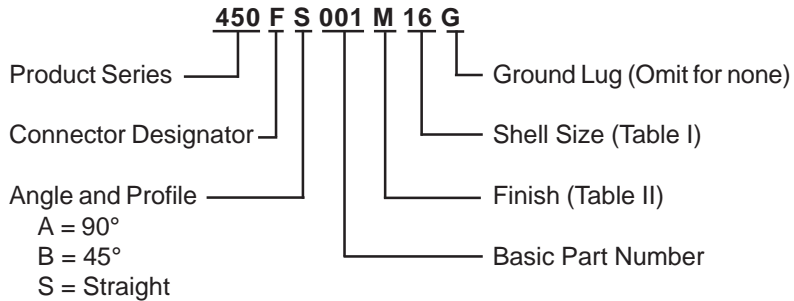 450 F S 001 M 16 G
Product Series
Connector Designator
Angle and Profile
A = 90°
B = 45°
S = Straight
Ground Lug (Omit for none)
Shell Size (Table I)
Finish (Table II)
Basic Part Number